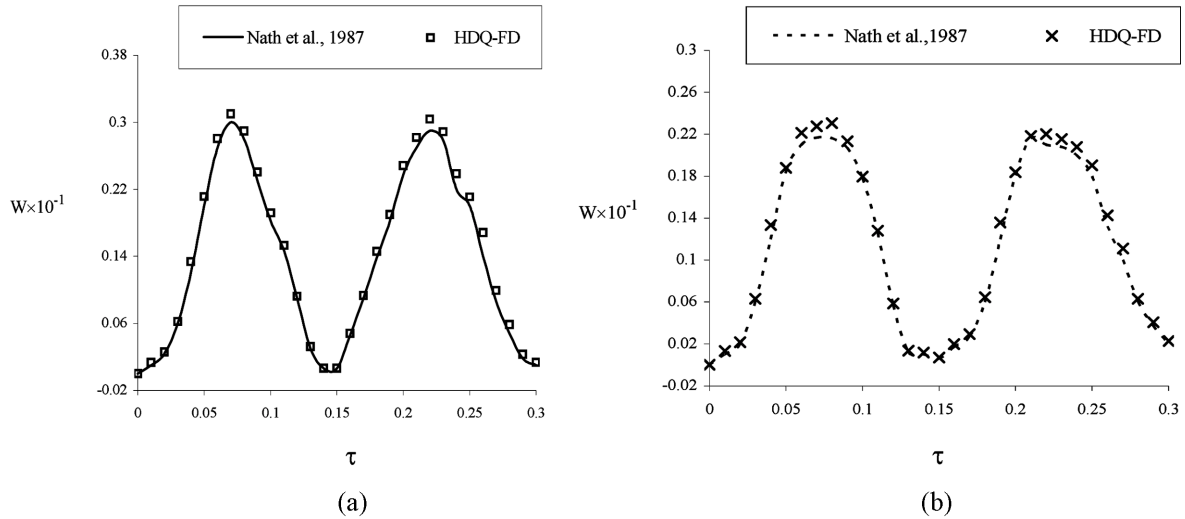 Nath et al., 1987 HDQ-FD
0.38
0.3
0.22
0.14
0.06
-0.02
W×10⁻¹
0 0.05 0.1 0.15 0.2 0.25 0.3
τ
(a)
Nath et al.,1987 HDQ-FD
0.3
0.26
0.22
0.18
0.14
0.1
0.06
0.02
-0.02
W×10⁻¹
0 0.05 0.1 0.15 0.2 0.25 0.3
τ
(b)